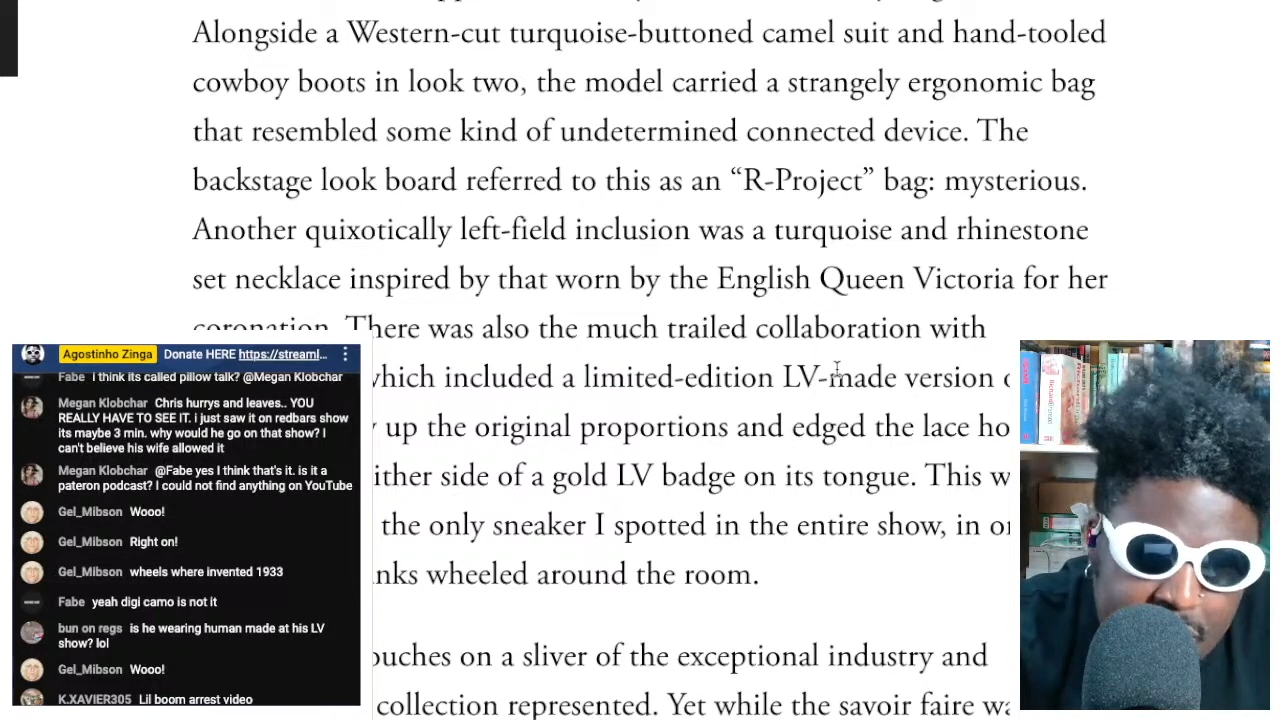 Alongside a Western-cut turquoise-buttoned camel suit and hand-tooled
cowboy boots in look two, the model carried a strangely ergonomic bag
that resembled some kind of undetermined connected device. The
backstage look board referred to this as an “R-Project” bag: mysterious.
Another quixotically left-field inclusion was a turquoise and rhinestone
set necklace inspired by that worn by the English Queen Victoria for her
coronation. There was also the much trailed collaboration with
which included a limited-edition LV-made version
up the original proportions and edged the lace
either side of a gold LV badge on its tongue. This
the only sneaker I spotted in the entire show, in
wheeled around the room.
on a sliver of the exceptional industry and
collection represented. Yet while the savoir faire
Agostinho Zinga Donate HERE https://streaml...
Fabe I think its called pillow talk? @Megan Klobchar
Megan Klobchar Chris hurrys and leaves.. YOU
REALLY HAVE TO SEE IT. i just saw it on redbars show
its maybe 3 min. why would he go on that show? I
can't believe his wife allowed it
Megan Klobchar @Fabe yes I think that's it. is it a
pateron podcast? I could not find anything on YouTube
Gel_Mibson Wooo!
Gel_Mibson Right on!
Gel_Mibson wheels where invented 1933
Fabe yeah digi camo is not it
bun on regs is he wearing human made at his LV
show? lol
Gel_Mibson Wooo!
K.XAVIER305 Lil boom arrest video